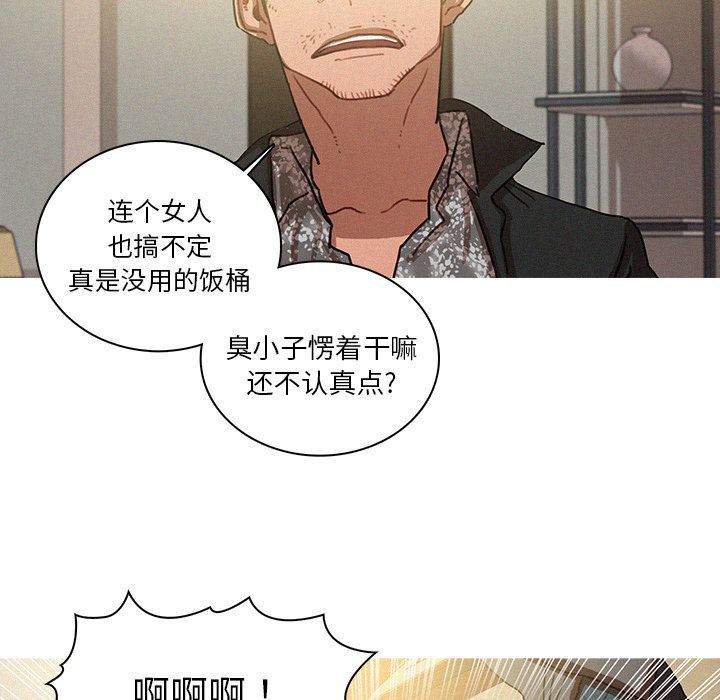 连个女人
也搞不定
真是没用的饭桶
臭小子愣着干嘛
还不认真点?
啊啊啊!